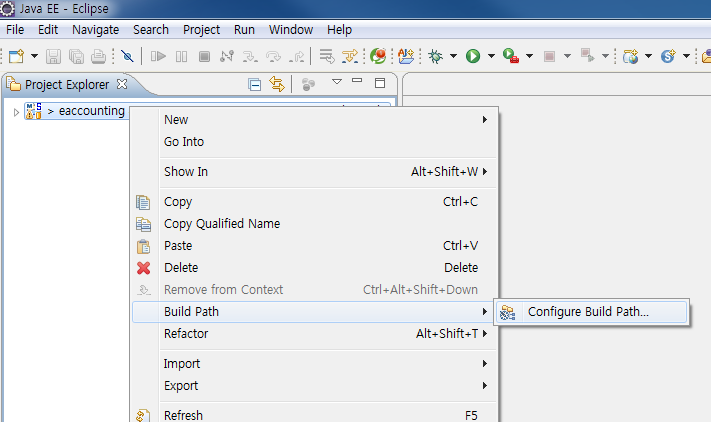 Java EE - Eclipse
File Edit Navigate Search Project Run Window Help
Project Explorer
> eaccounting
New
Go Into
Show In Alt+Shift+W
Copy Ctrl+C
Copy Qualified Name
Paste Ctrl+V
Delete Delete
Remove from Context Ctrl+Alt+Shift+Down
Build Path
Configure Build Path...
Refactor Alt+Shift+T
Import
Export
Refresh F5